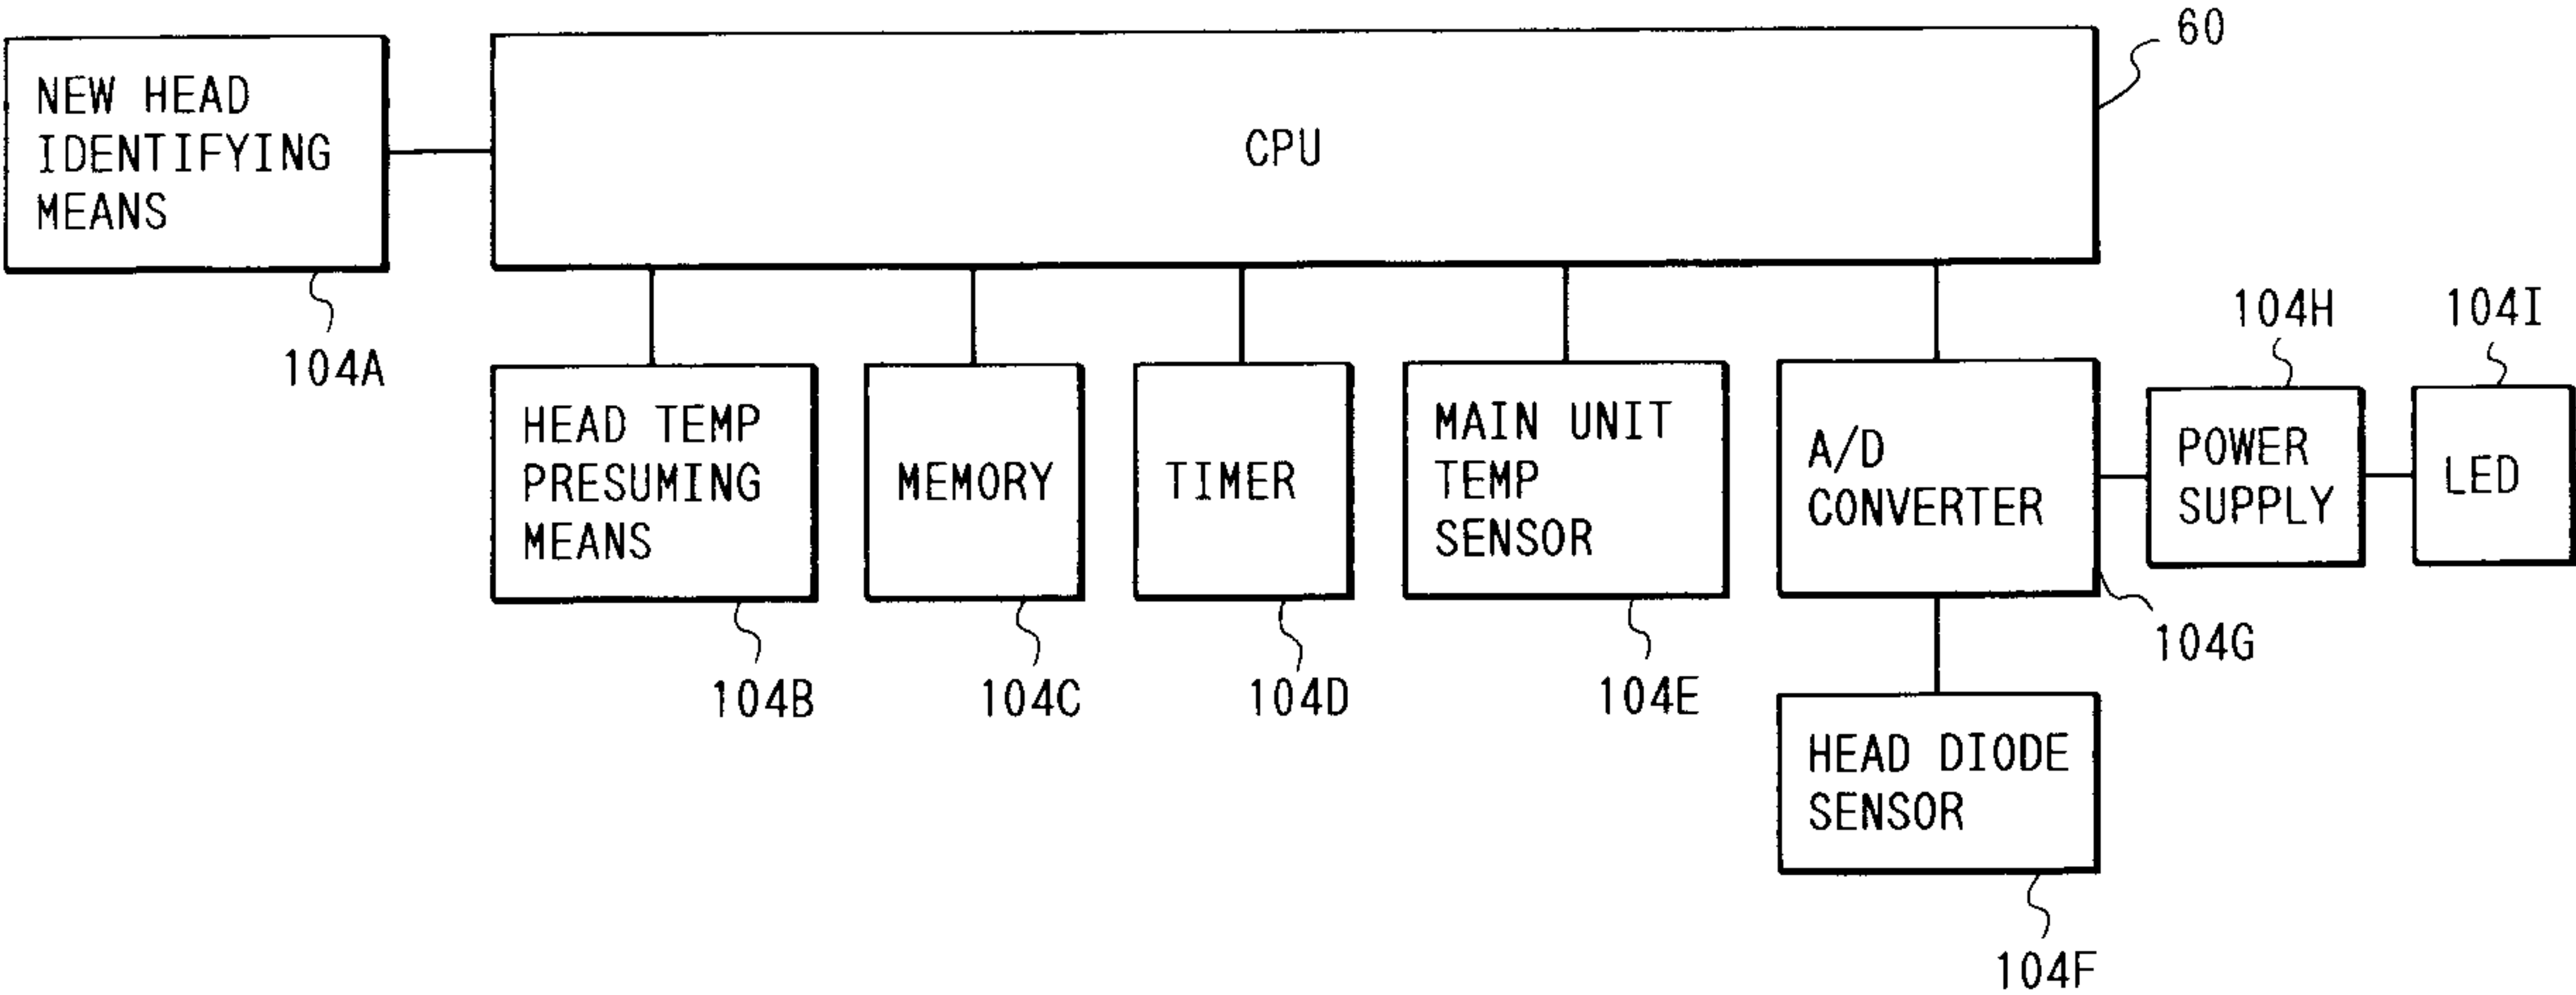 60
NEW HEAD
IDENTIFYING
MEANS
CPU
104A
104H
104I
HEAD TEMP
PRESUMING
MEANS
MEMORY
TIMER
MAIN UNIT
TEMP
SENSOR
A/D
CONVERTER
POWER
SUPPLY
LED
104B
104C
104D
104E
104G
HEAD DIODE
SENSOR
104F